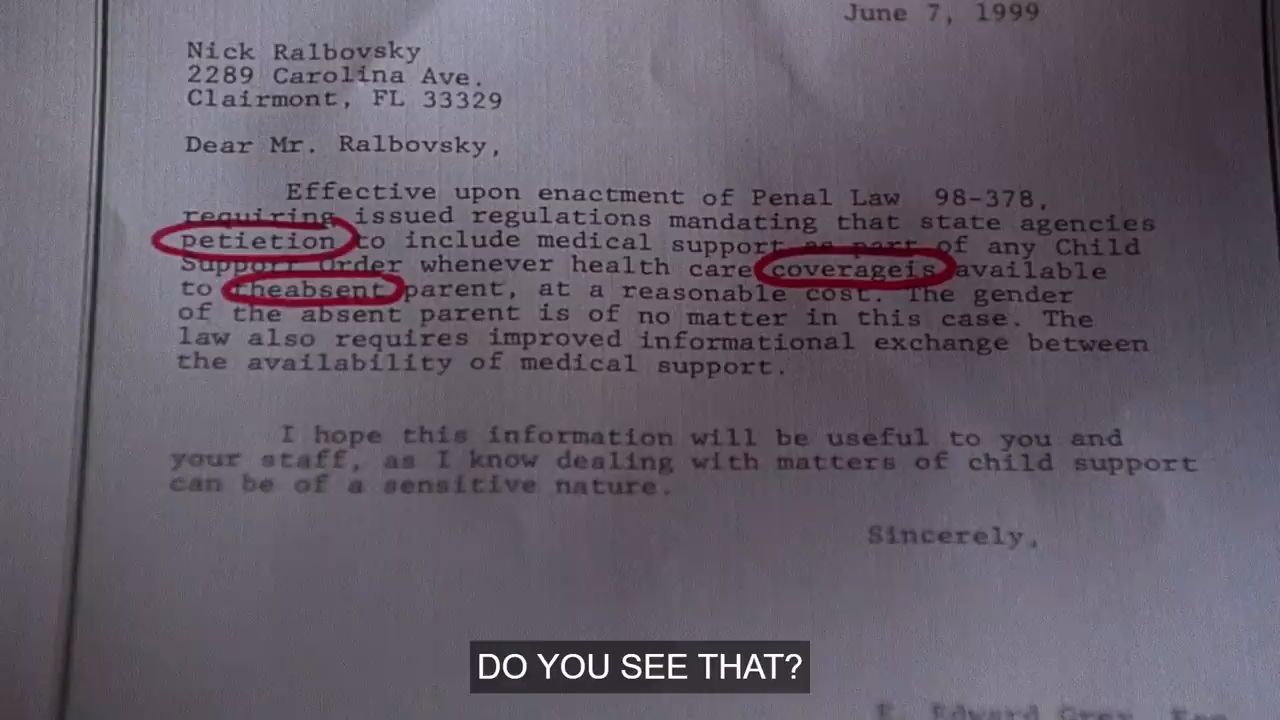 June 7, 1999
Nick Ralbovsky
2289 Carolina Ave.
Clairmont, FL 33329
Dear Mr. Ralbovsky,
Effective upon enactment of Penal Law 98-378,
requiring issued regulations mandating that state agencies
petietion to include medical support as part of any Child
Support Order whenever health care coverageis available
to theabsent parent, at a reasonable cost. The gender
of the absent parent is of no matter in this case. The
law also requires improved informational exchange between
the availability of medical support.
I hope this information will be useful to you and
your staff, as I know dealing with matters of child support
can be of a sensitive nature.
Sincerely,
E. Edward Grey, Esq.
DO YOU SEE THAT?